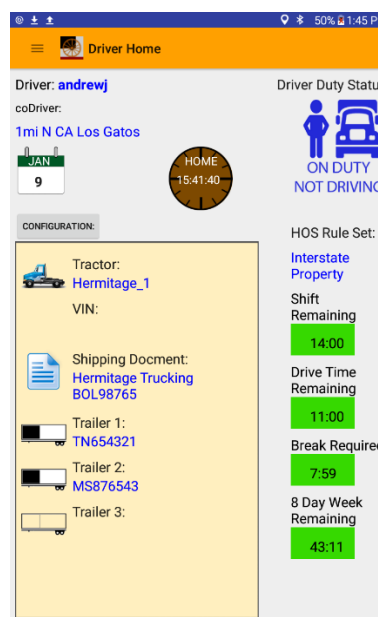 50% 1:45 P
Driver Home
Driver: andrewj
coDriver:
1mi N CA Los Gatos
JAN
9
HOME
15:41:40
CONFIGURATION:
Tractor:
Hermitage_1
VIN:
Shipping Docment:
Hermitage Trucking
BOL98765
Trailer 1:
TN654321
Trailer 2:
MS876543
Trailer 3:
Driver Duty Statu
ON DUTY
NOT DRIVING
HOS Rule Set:
Interstate
Property
Shift
Remaining
14:00
Drive Time
Remaining
11:00
Break Required
7:59
8 Day Week
Remaining
43:11